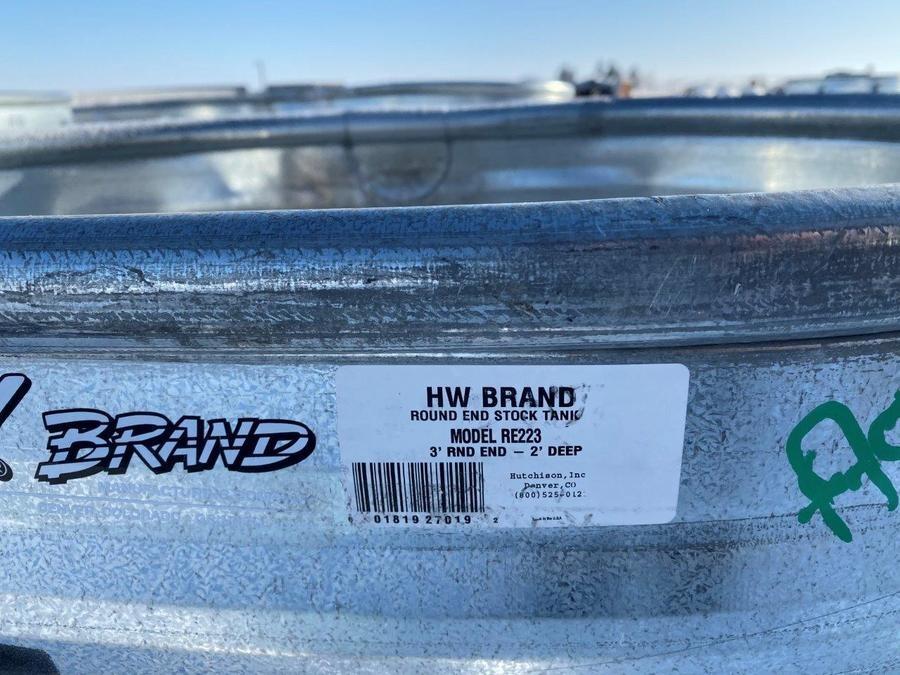 BRAND
HW BRAND
ROUND END STOCK TANK
MODEL RE223
3' RND END – 2' DEEP
Hutchison,Inc
Denver,CO
(800)525-012
01819 27019 2